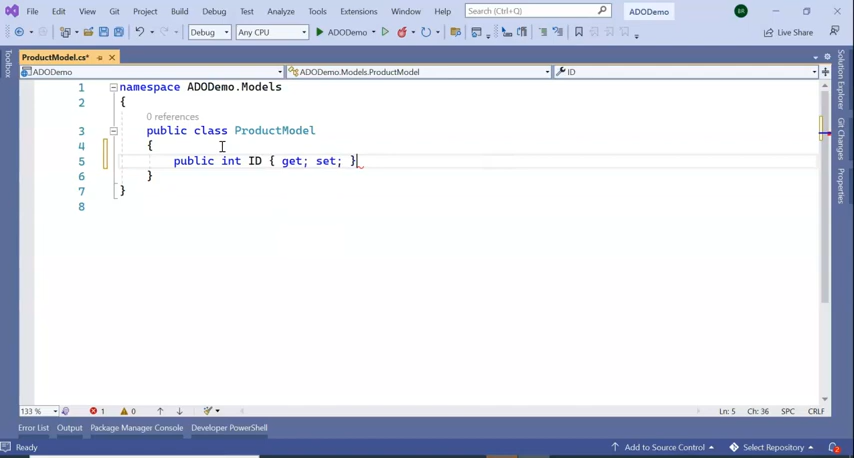 File Edit View Git Project Build Debug Test Analyze Tools Extensions Window Help Search (Ctrl+Q) ADODemo BR
Debug Any CPU ADODemo Live Share
ProductModel.cs*
ADODemo ADODemo.Models.ProductModel ID
Toolbox
Solution Explorer
Git Changes
Properties
1 namespace ADODemo.Models
2 {
0 references
3 public class ProductModel
4 {
5 public int ID { get; set; }
6 }
7 }
8
133 % 1 0 Ln: 5 Ch: 36 SPC CRLF
Error List Output Package Manager Console Developer PowerShell
Ready Add to Source Control Select Repository 2